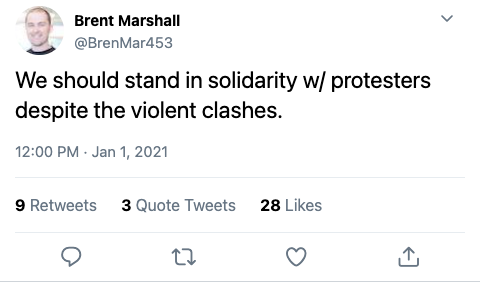 Brent Marshall
@BrenMar453
We should stand in solidarity w/ protesters
despite the violent clashes.
12:00 PM · Jan 1, 2021
9 Retweets 3 Quote Tweets 28 Likes